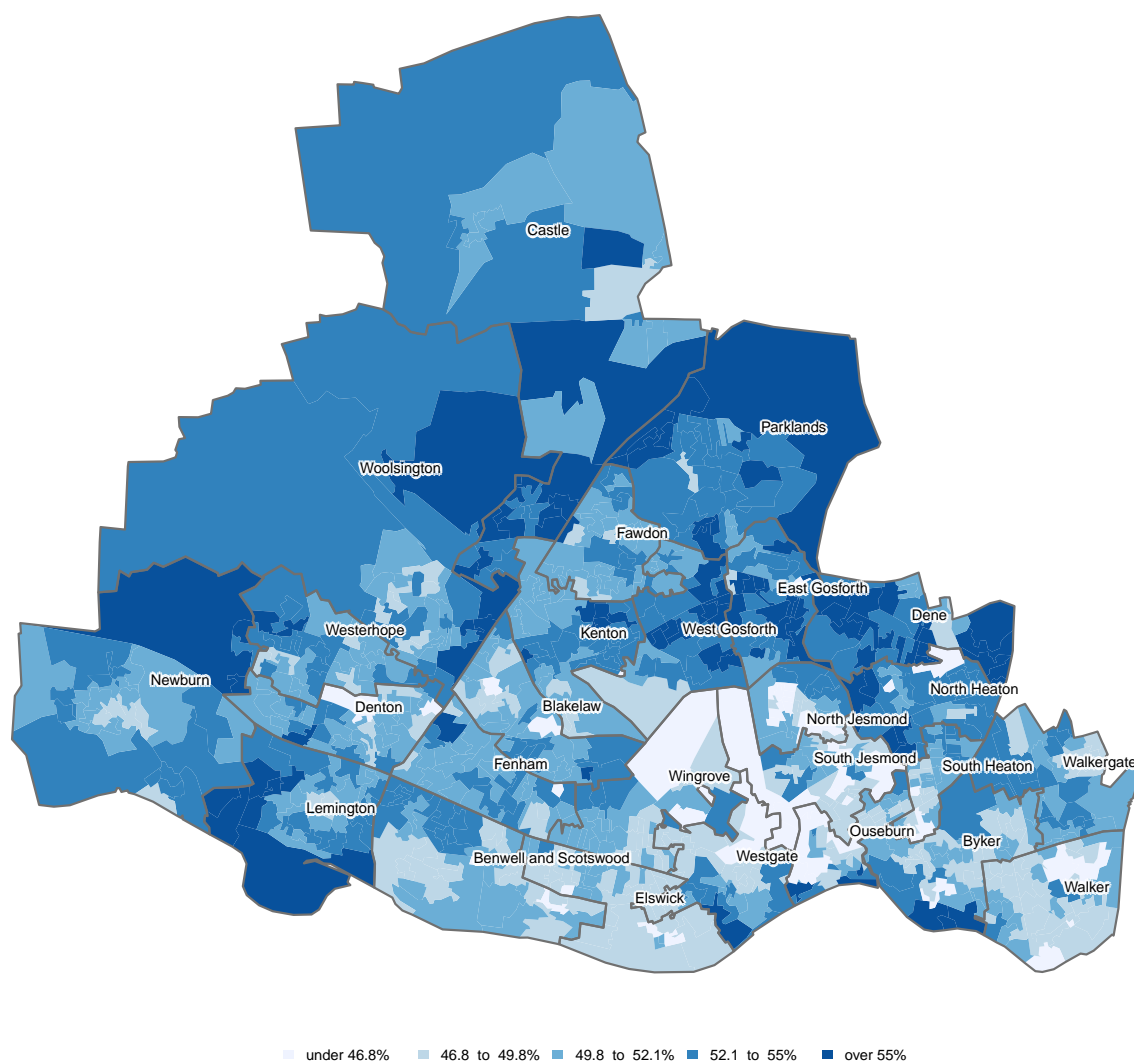 Castle
Parklands
Woolsington
Fawdon
East Gosforth
Dene
Westerhope
Kenton
West Gosforth
Newburn
North Heaton
Denton
Blakelaw
North Jesmond
South Jesmond
Fenham
Wingrove
South Heaton
Walkergate
Lemington
Ouseburn
Byker
Benwell and Scotswood
Westgate
Walker
Elswick
under 46.8% 46.8 to 49.8% 49.8 to 52.1% 52.1 to 55% over 55%